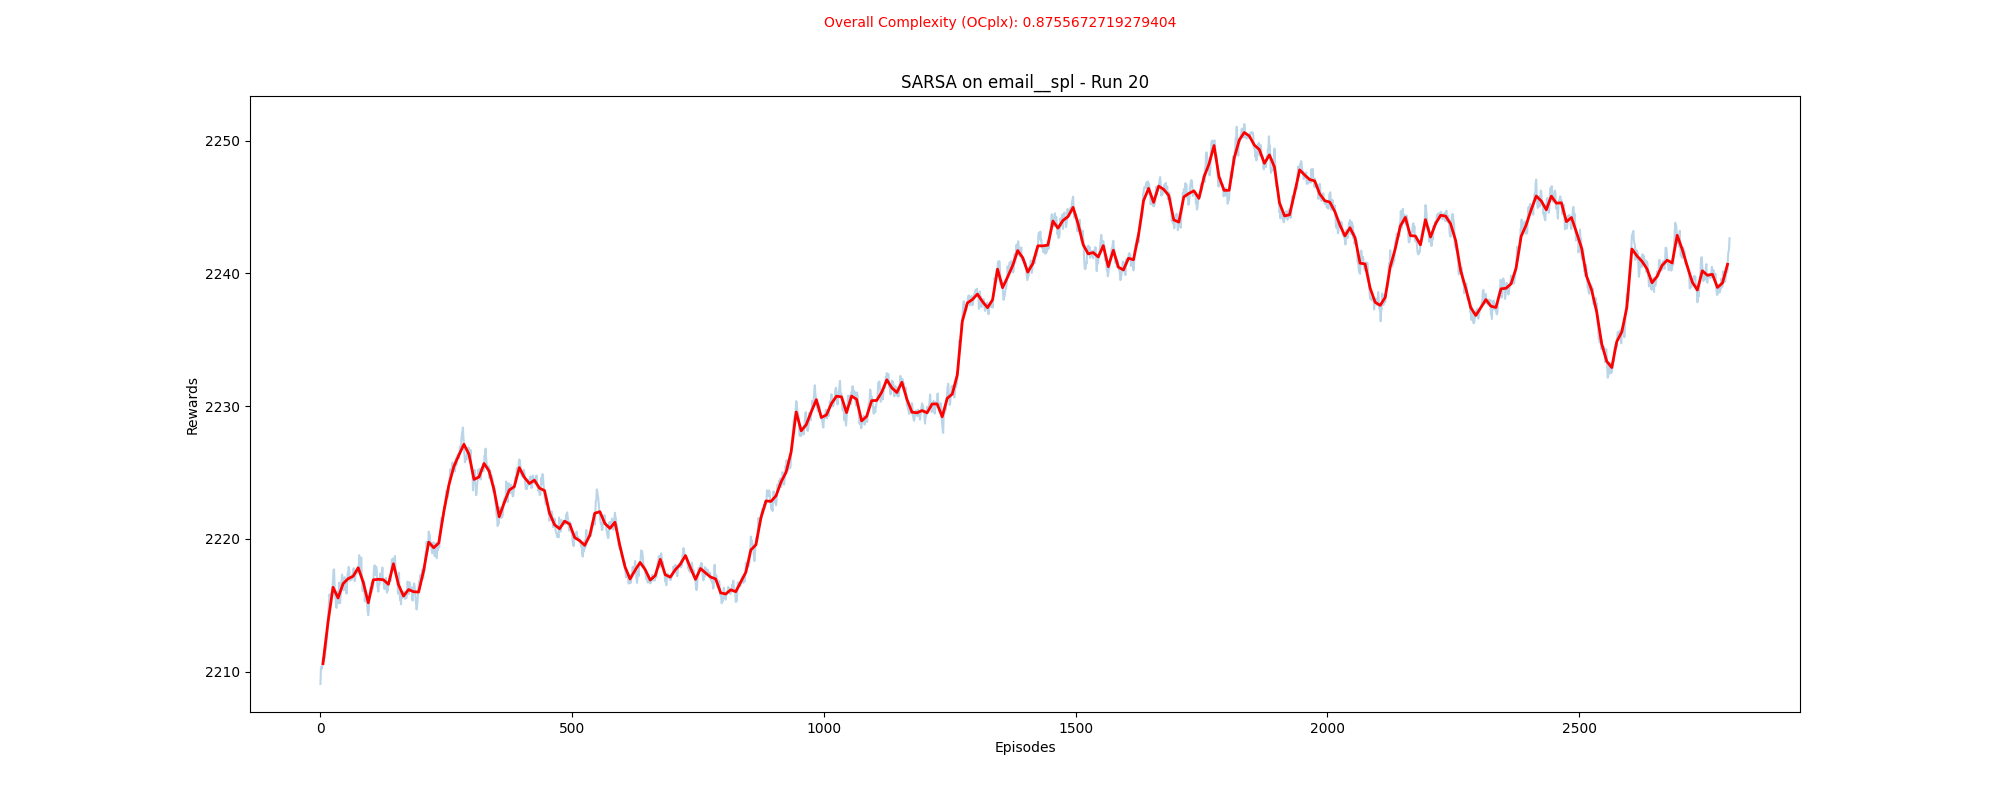 Overall Complexity (OCplx): 0.8755672719279404
SARSA on email__spl - Run 20
2250
2240
2230
2220
2210
Rewards
0 500 1000 1500 2000 2500
Episodes